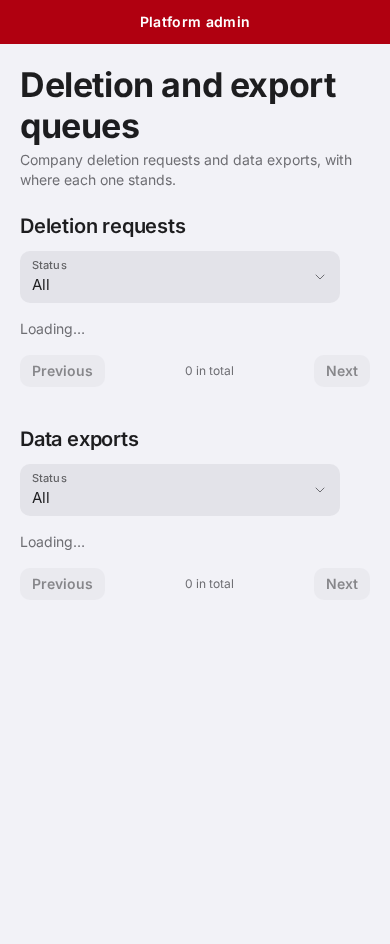 Platform admin
Deletion and export
queues
Company deletion requests and data exports, with
where each one stands.
Deletion requests
Status
All
Loading...
Previous
0 in total
Next
Data exports
Status
All
Loading...
Previous
0 in total
Next